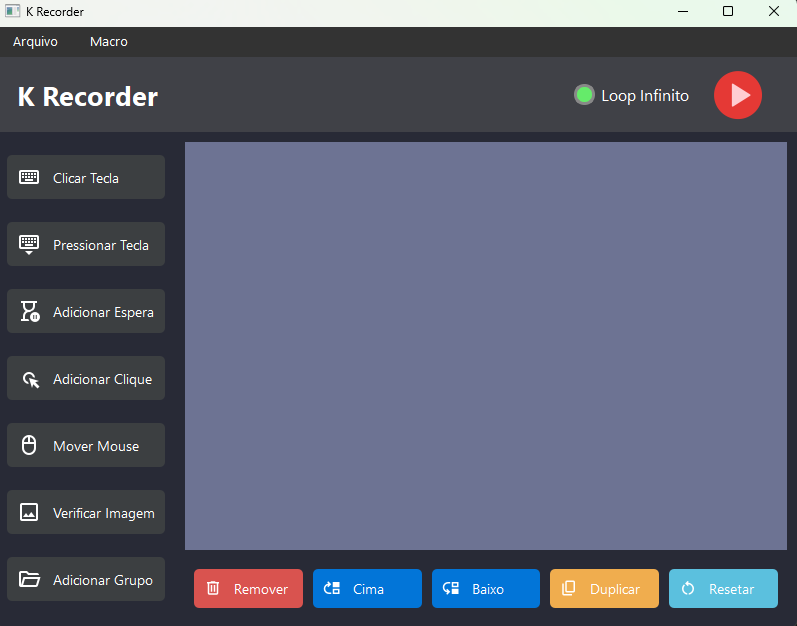 K Recorder
Arquivo Macro
K Recorder
Loop Infinito
Clicar Tecla
Pressionar Tecla
Adicionar Espera
Adicionar Clique
Mover Mouse
Verificar Imagem
Adicionar Grupo
Remover Cima Baixo Duplicar Resetar